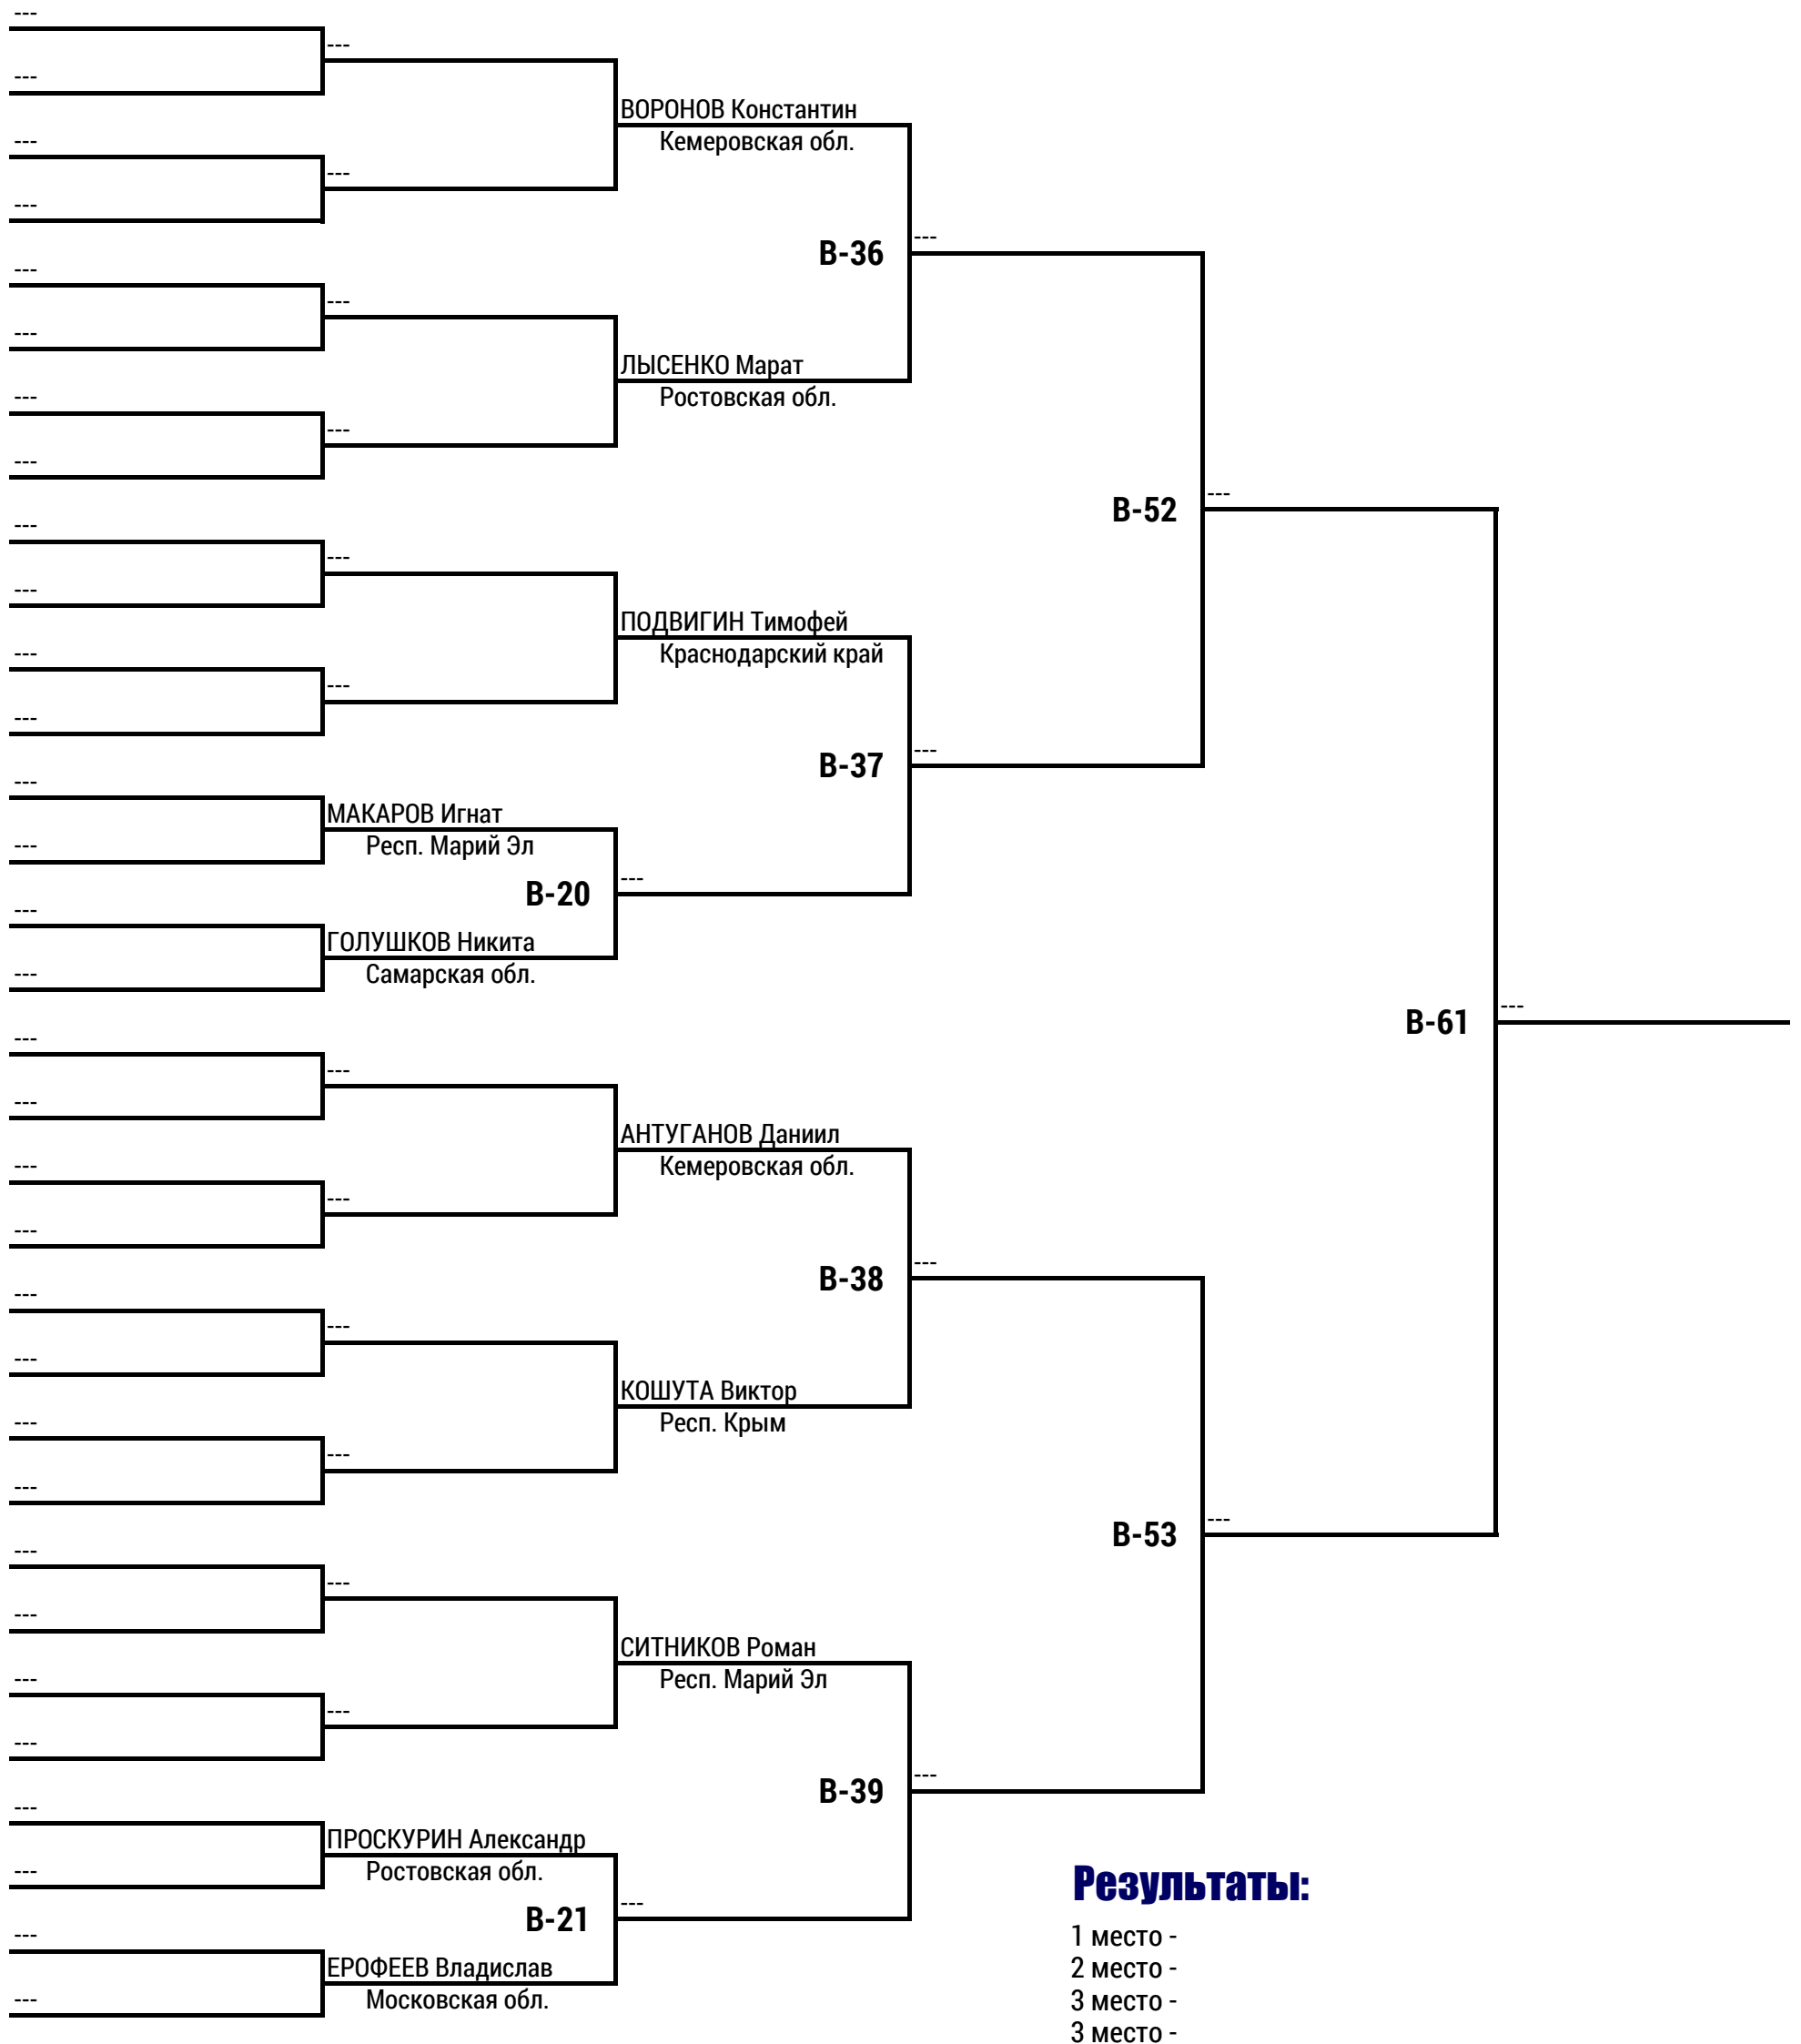 ---
---
---
ВОРОНОВ Константин
Кемеровская обл.
---
---
---
B-36
---
---
---
---
ЛЫСЕНКО Марат
Ростовская обл.
---
---
---
---
B-52
---
---
---
ПОДВИГИН Тимофей
Краснодарский край
---
---
---
B-37
---
---
МАКАРОВ Игнат
Респ. Марий Эл
---
B-20
---
---
ГОЛУШКОВ Никита
Самарская обл.
---
B-61
---
---
---
---
АНТУГАНОВ Даниил
Кемеровская обл.
---
---
---
B-38
---
---
---
---
КОШУТА Виктор
Респ. Крым
---
---
---
B-53
---
---
---
---
СИТНИКОВ Роман
Респ. Марий Эл
---
---
---
B-39
---
---
ПРОСКУРИН Александр
Ростовская обл.
---
B-21
---
---
ЕРОФЕЕВ Владислав
Московская обл.
---
Результаты:
1 место -
2 место -
3 место -
3 место -